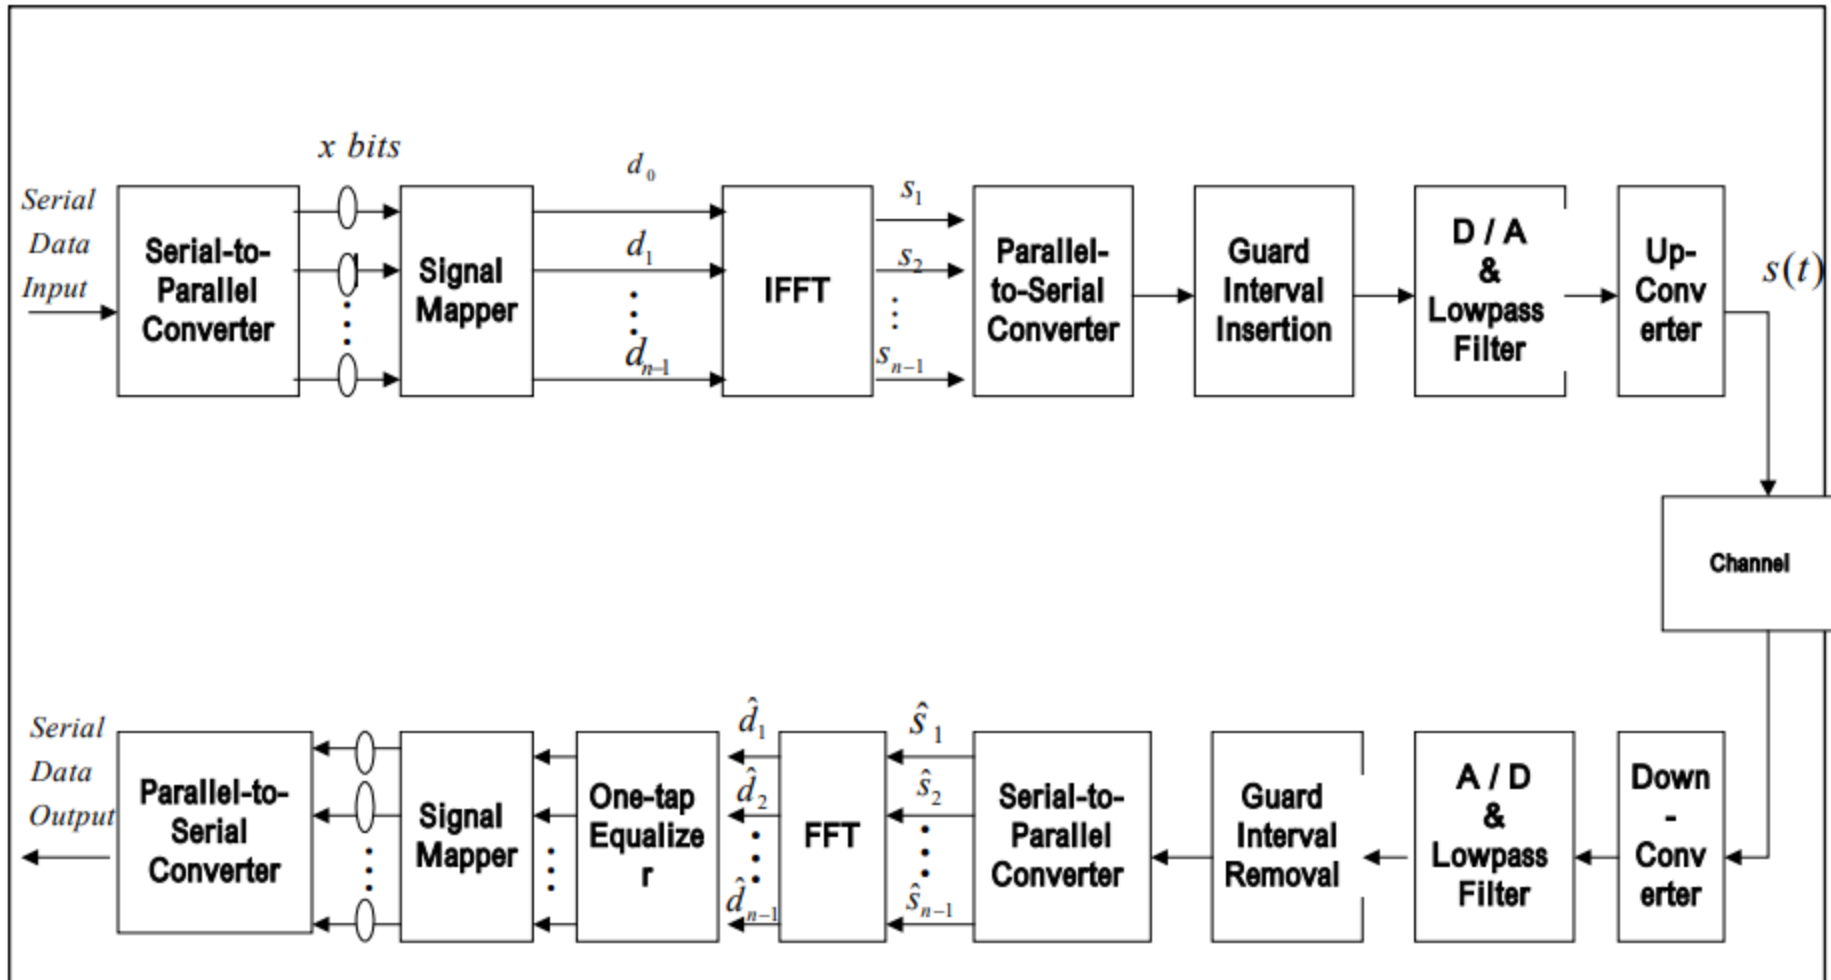 x bits
Serial
Data
Input
Serial-to-
Parallel
Converter
Signal
Mapper
d₀
d₁
dₙ₋₁
IFFT
s₁
s₂
sₙ₋₁
Parallel-
to-Serial
Converter
Guard
Interval
Insertion
D / A
&
Lowpass
Filter
Up-
Conv
erter
s(t)
Channel
Serial
Data
Output
Parallel-to-
Serial
Converter
Signal
Mapper
One-tap
Equalize
r
d̂₁
d̂₂
d̂ₙ₋₁
FFT
ŝ₁
ŝ₂
ŝₙ₋₁
Serial-to-
Parallel
Converter
Guard
Interval
Removal
A / D
&
Lowpass
Filter
Down
-
Conv
erter